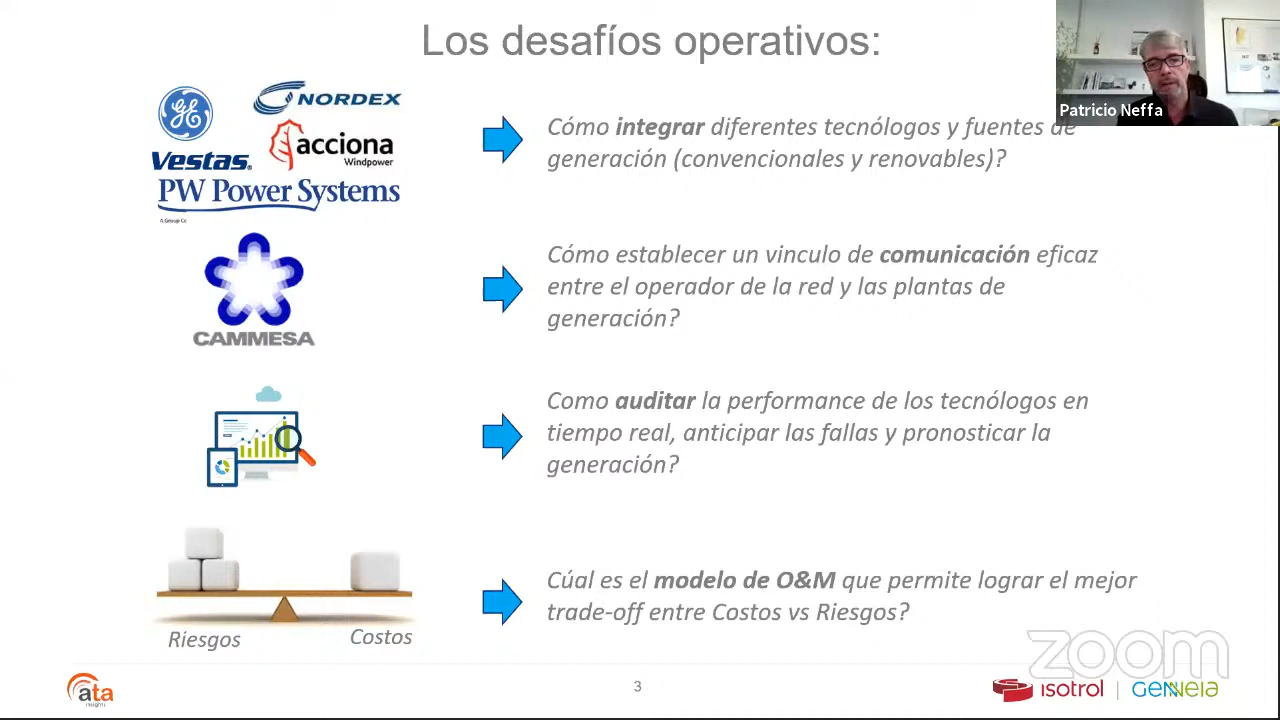 Los desafíos operativos:
GE
NORDEX
acciona
Windpower
Vestas
PW Power Systems
A Group Co
Patricio Neffa
Cómo integrar diferentes tecnólogos y fuentes de
generación (convencionales y renovables)?
CAMMESA
Cómo establecer un vinculo de comunicación eficaz
entre el operador de la red y las plantas de
generación?
Como auditar la performance de los tecnólogos en
tiempo real, anticipar las fallas y pronosticar la
generación?
Riesgos
Costos
Cúal es el modelo de O&M que permite lograr el mejor
trade-off entre Costos vs Riesgos?
zoom
ata
insights
3
isotrol
GENNEIA